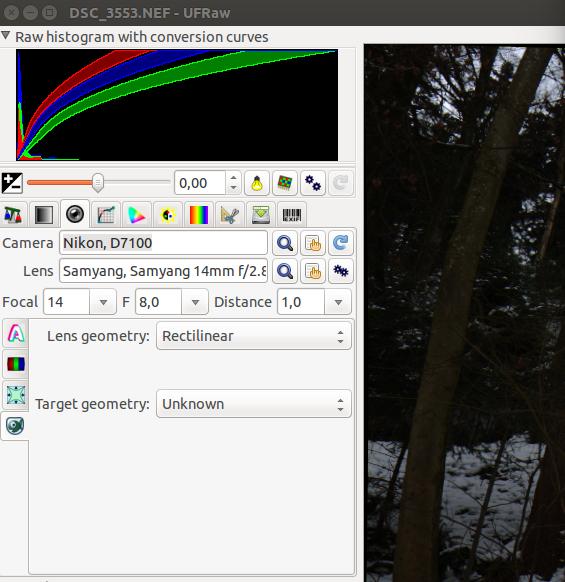 DSC_3553.NEF - UFRaw
Raw histogram with conversion curves
0,00
EXIF
Camera Nikon, D7100
Lens Samyang, Samyang 14mm f/2.8
Focal 14 F 8,0 Distance 1,0
Lens geometry: Rectilinear
Target geometry: Unknown